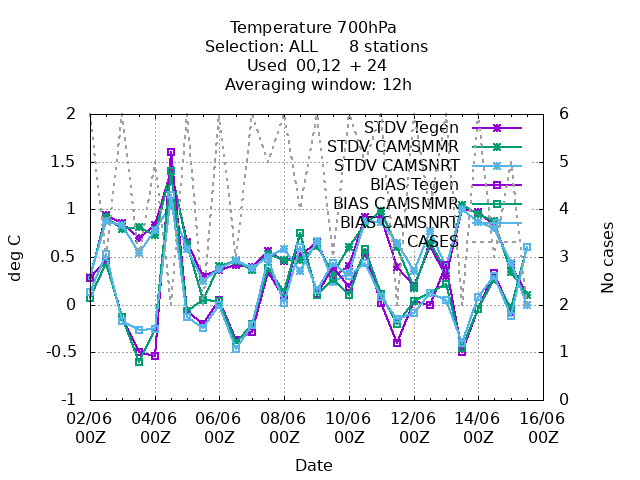 Temperature 700hPa
Selection: ALL 8 stations
Used 00,12 + 24
Averaging window: 12h
2
1.5
1
0.5
0
-0.5
-1
deg C
6
5
4
3
2
1
0
No cases
STDV Tegen
STDV CAMSMMR
STDV CAMSNRT
BIAS Tegen
BIAS CAMSMMR
BIAS CAMSNRT
CASES
02/06 04/06 06/06 08/06 10/06 12/06 14/06 16/06
00Z 00Z 00Z 00Z 00Z 00Z 00Z 00Z
Date